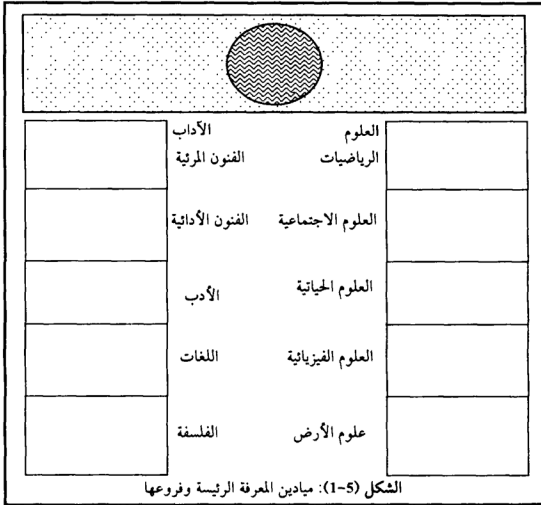 العلوم الآداب
الرياضيات الفنون المرئية
العلوم الاجتماعية الفنون الأدائية
العلوم الحياتية الأدب
العلوم الفيزيائية اللغات
علوم الأرض الفلسفة
الشكل (5-1): ميادين المعرفة الرئيسة وفروعها